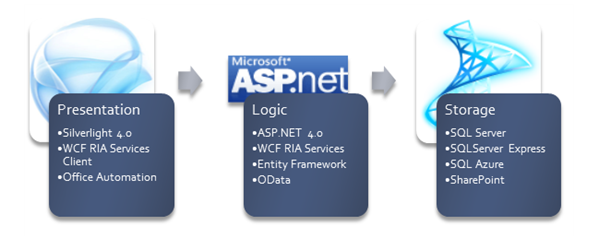 Presentation
•Silverlight 4.0
•WCF RIA Services
Client
•Office Automation
Microsoft®
ASP.net
Logic
•ASP.NET 4.0
•WCF RIA Services
•Entity Framework
•OData
Storage
•SQL Server
•SQLServer Express
•SQL Azure
•SharePoint